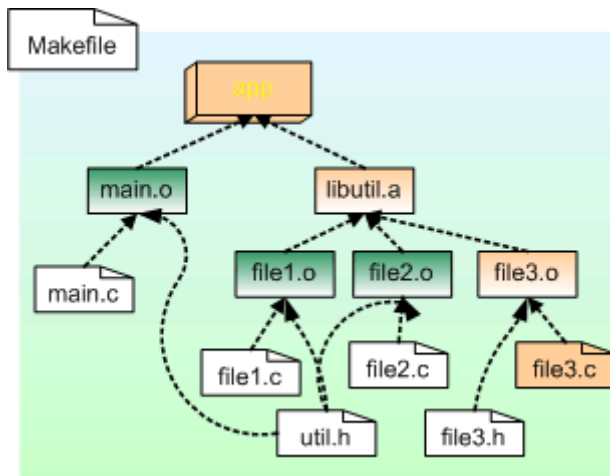 Makefile
app
main.o
libutil.a
main.c
file1.o
file2.o
file3.o
file1.c
file2.c
file3.c
util.h
file3.h